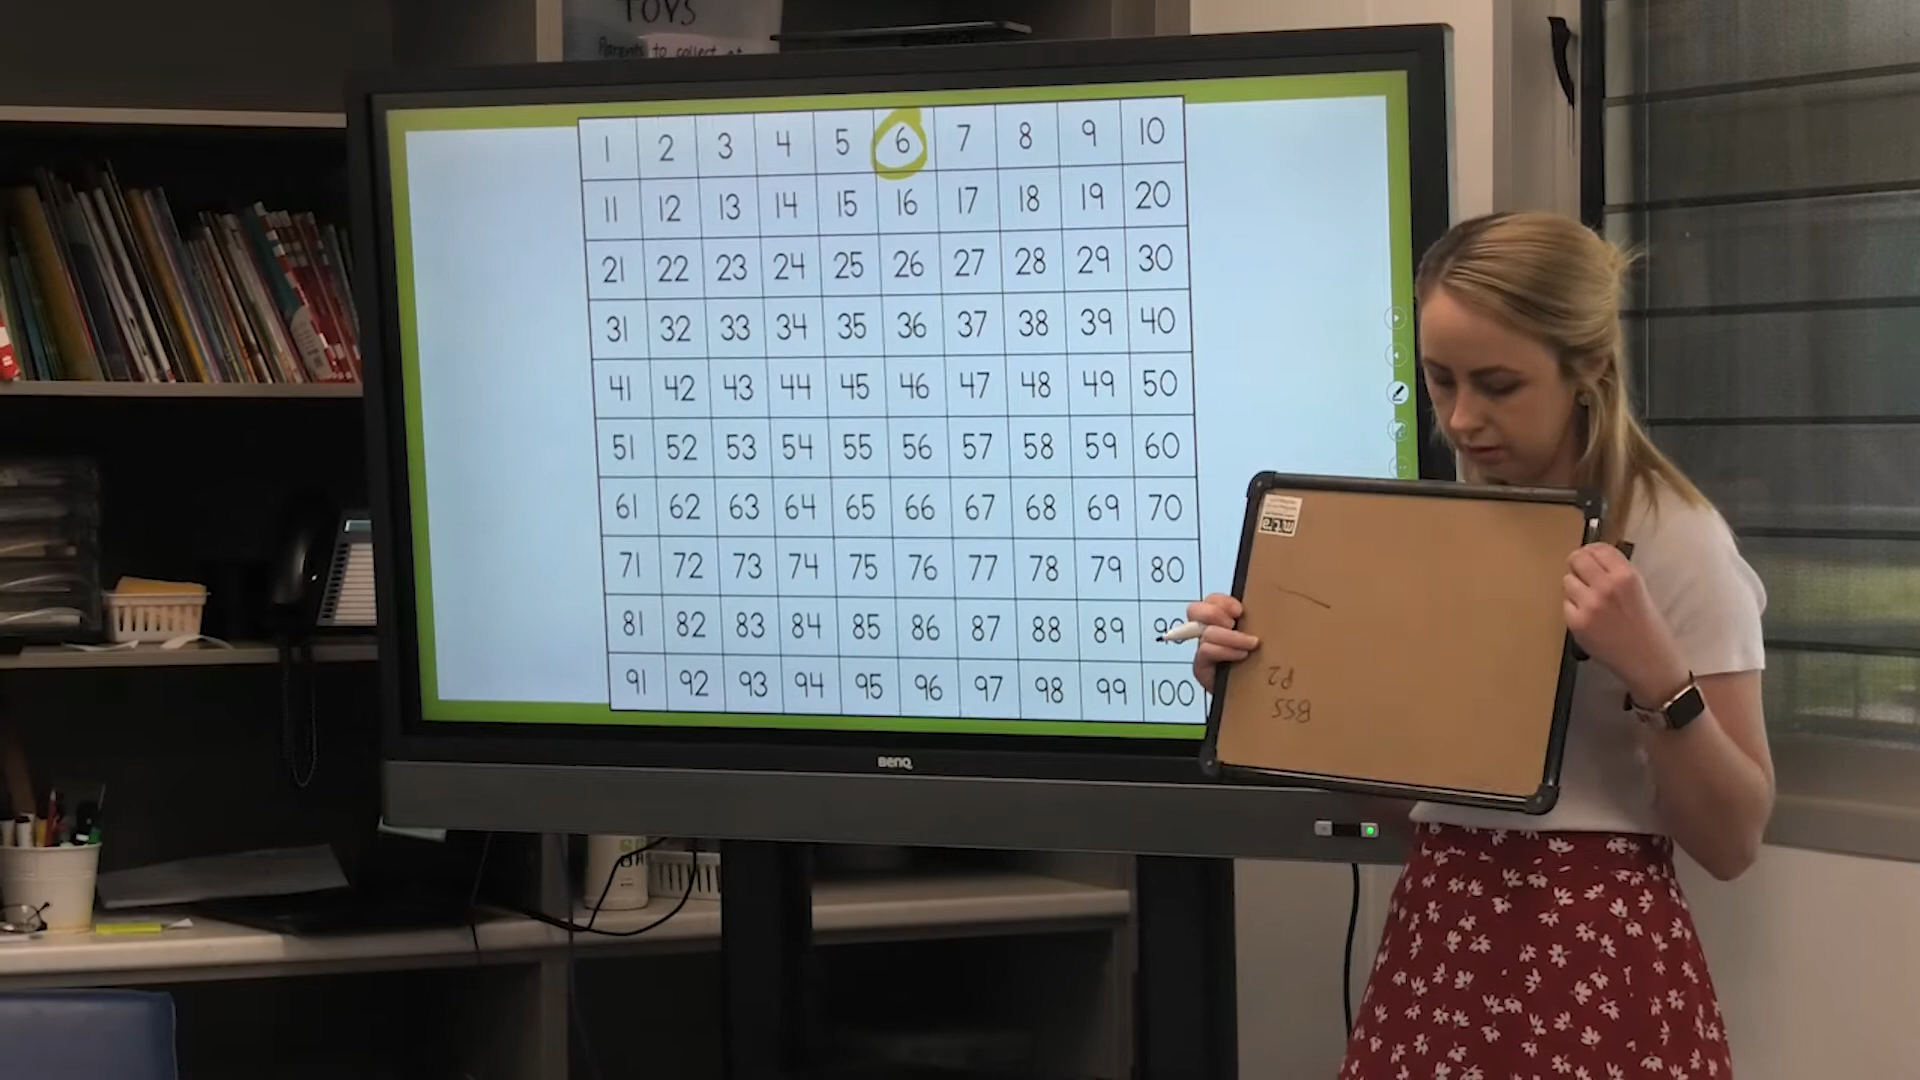 TOYS
Parents to collect at
1 2 3 4 5 6 7 8 9 10
11 12 13 14 15 16 17 18 19 20
21 22 23 24 25 26 27 28 29 30
31 32 33 34 35 36 37 38 39 40
41 42 43 44 45 46 47 48 49 50
51 52 53 54 55 56 57 58 59 60
61 62 63 64 65 66 67 68 69 70
71 72 73 74 75 76 77 78 79 80
81 82 83 84 85 86 87 88 89 90
91 92 93 94 95 96 97 98 99 100
BenQ
mta
P2
BSS